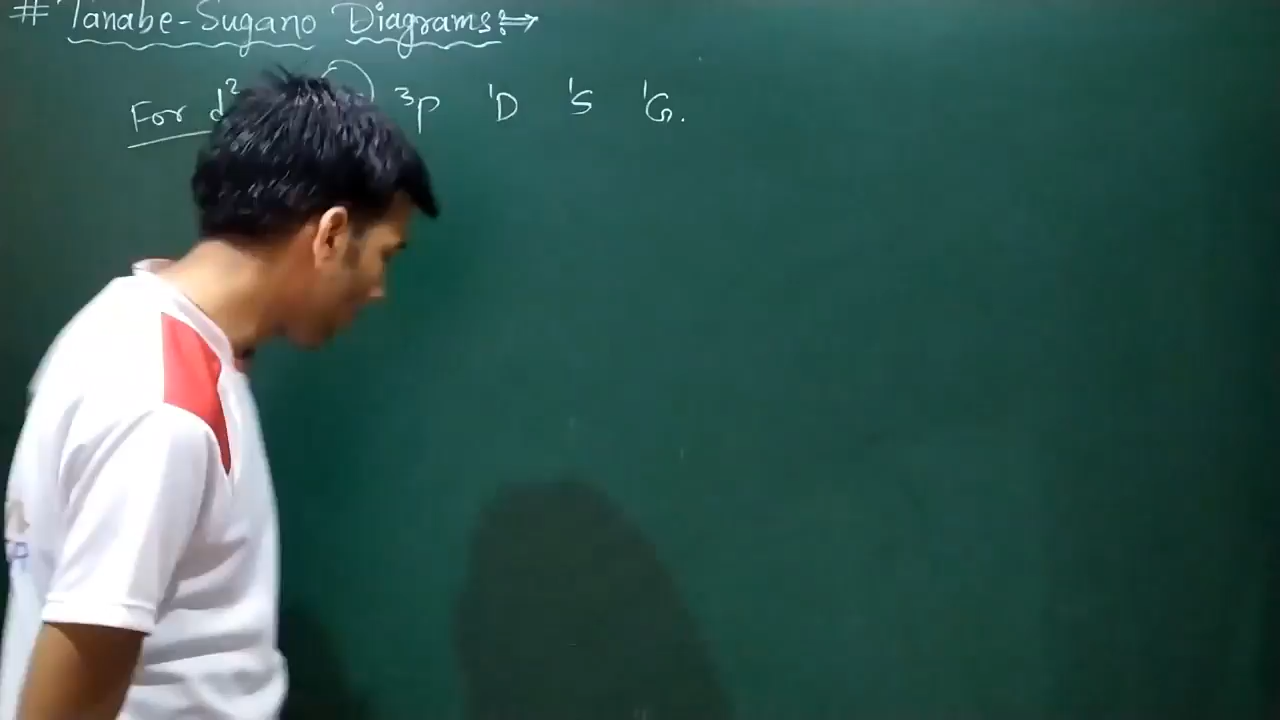 # Tanabe-Sugano Diagrams:⇒
For d² ³P ¹D ¹S ¹G.